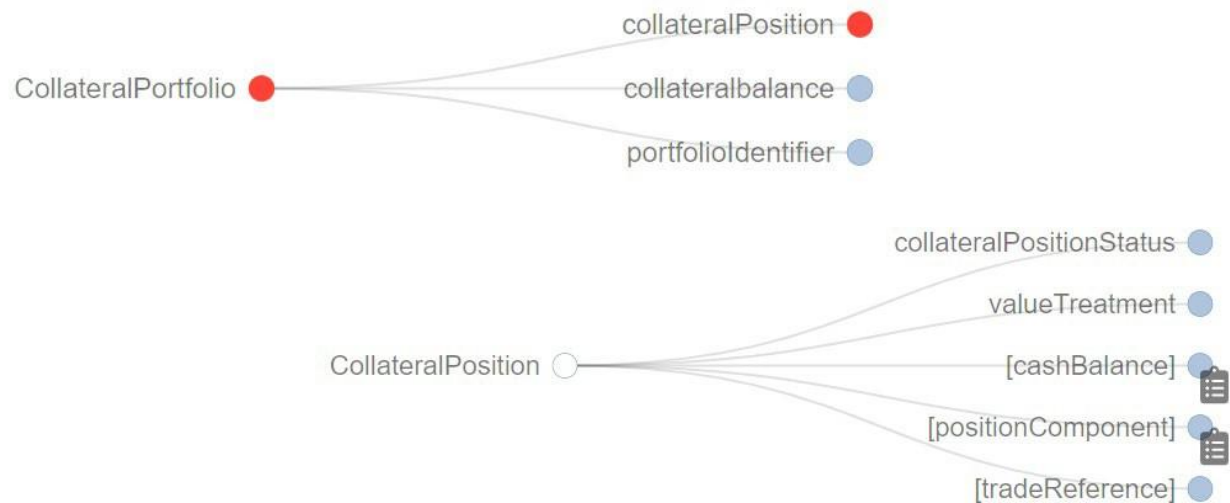 collateralPosition
CollateralPortfolio
collateralbalance
portfolioIdentifier
collateralPositionStatus
valueTreatment
CollateralPosition
[cashBalance]
[positionComponent]
[tradeReference]